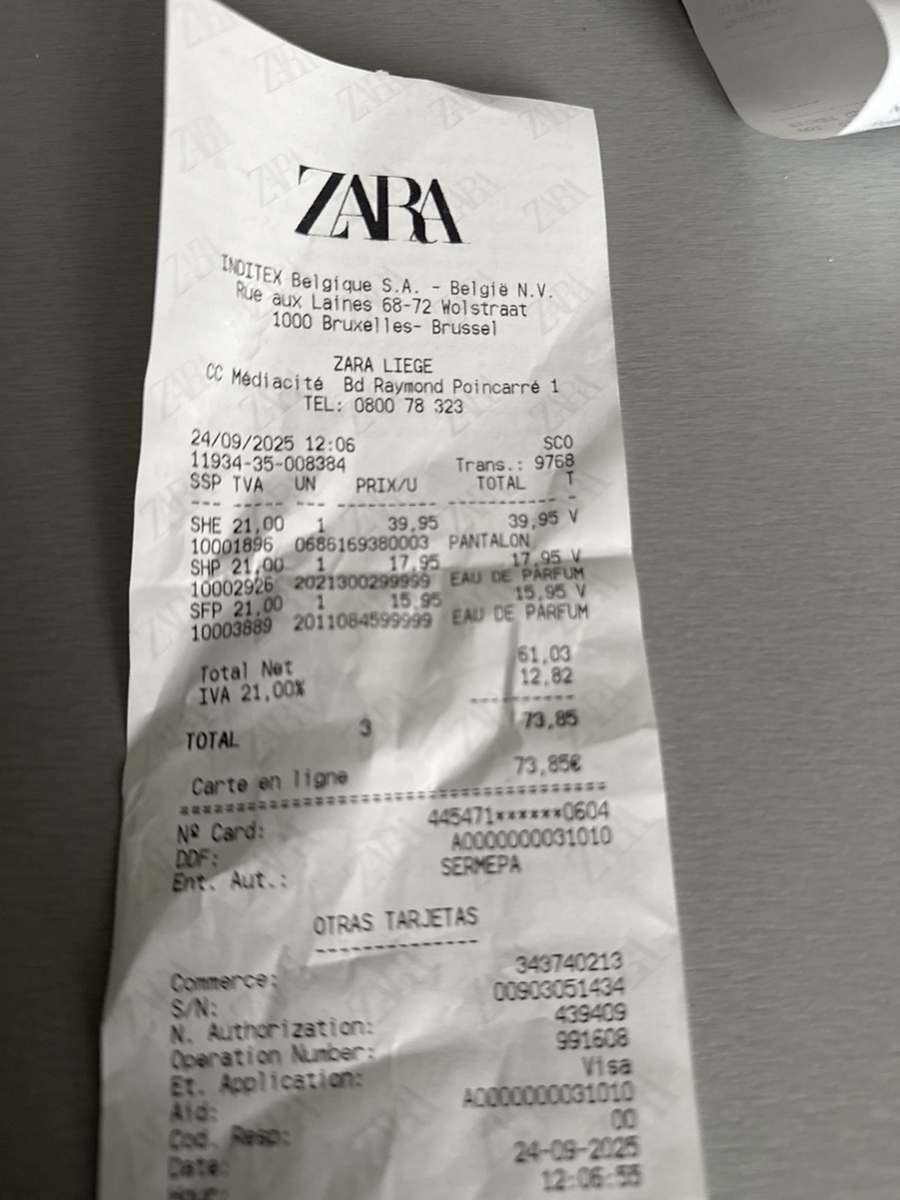 ZARA
INDITEX Belgique S.A. - België N.V.
Rue aux Laines 68-72 Wolstraat
1000 Bruxelles- Brussel
ZARA LIEGE
CC Médiacité Bd Raymond Poincarré 1
TEL: 0800 78 323
24/09/2025 12:06 SCO
11934-35-008384 Trans.: 9768
SSP TVA UN PRIX/U TOTAL T
--- ----- --- ---------- ----------- -
SHE 21,00 1 39,95 39,95 V
10001896 0686169380003 PANTALON
SHP 21,00 1 17,95 17,95 V
10002926 2021300299999 EAU DE PARFUM
SFP 21,00 1 15,95 15,95 V
10003889 2011084599999 EAU DE PARFUM
Total Net 61,03
IVA 21,00% 12,82
----------
TOTAL 3 73,85
Carte en ligne 73,85€
======================================
Nº Card: 445471******0604
DDF: A0000000031010
Ent. Aut.: SERMEPA
OTRAS TARJETAS
--------------
Commerce: 343740213
S/N: 00903051434
N. Authorization: 439409
Operation Number: 991608
Et. Application: Visa
Aid: A0000000031010
Cod. Resp: 00
Date: 24-09-2025
12:06:55